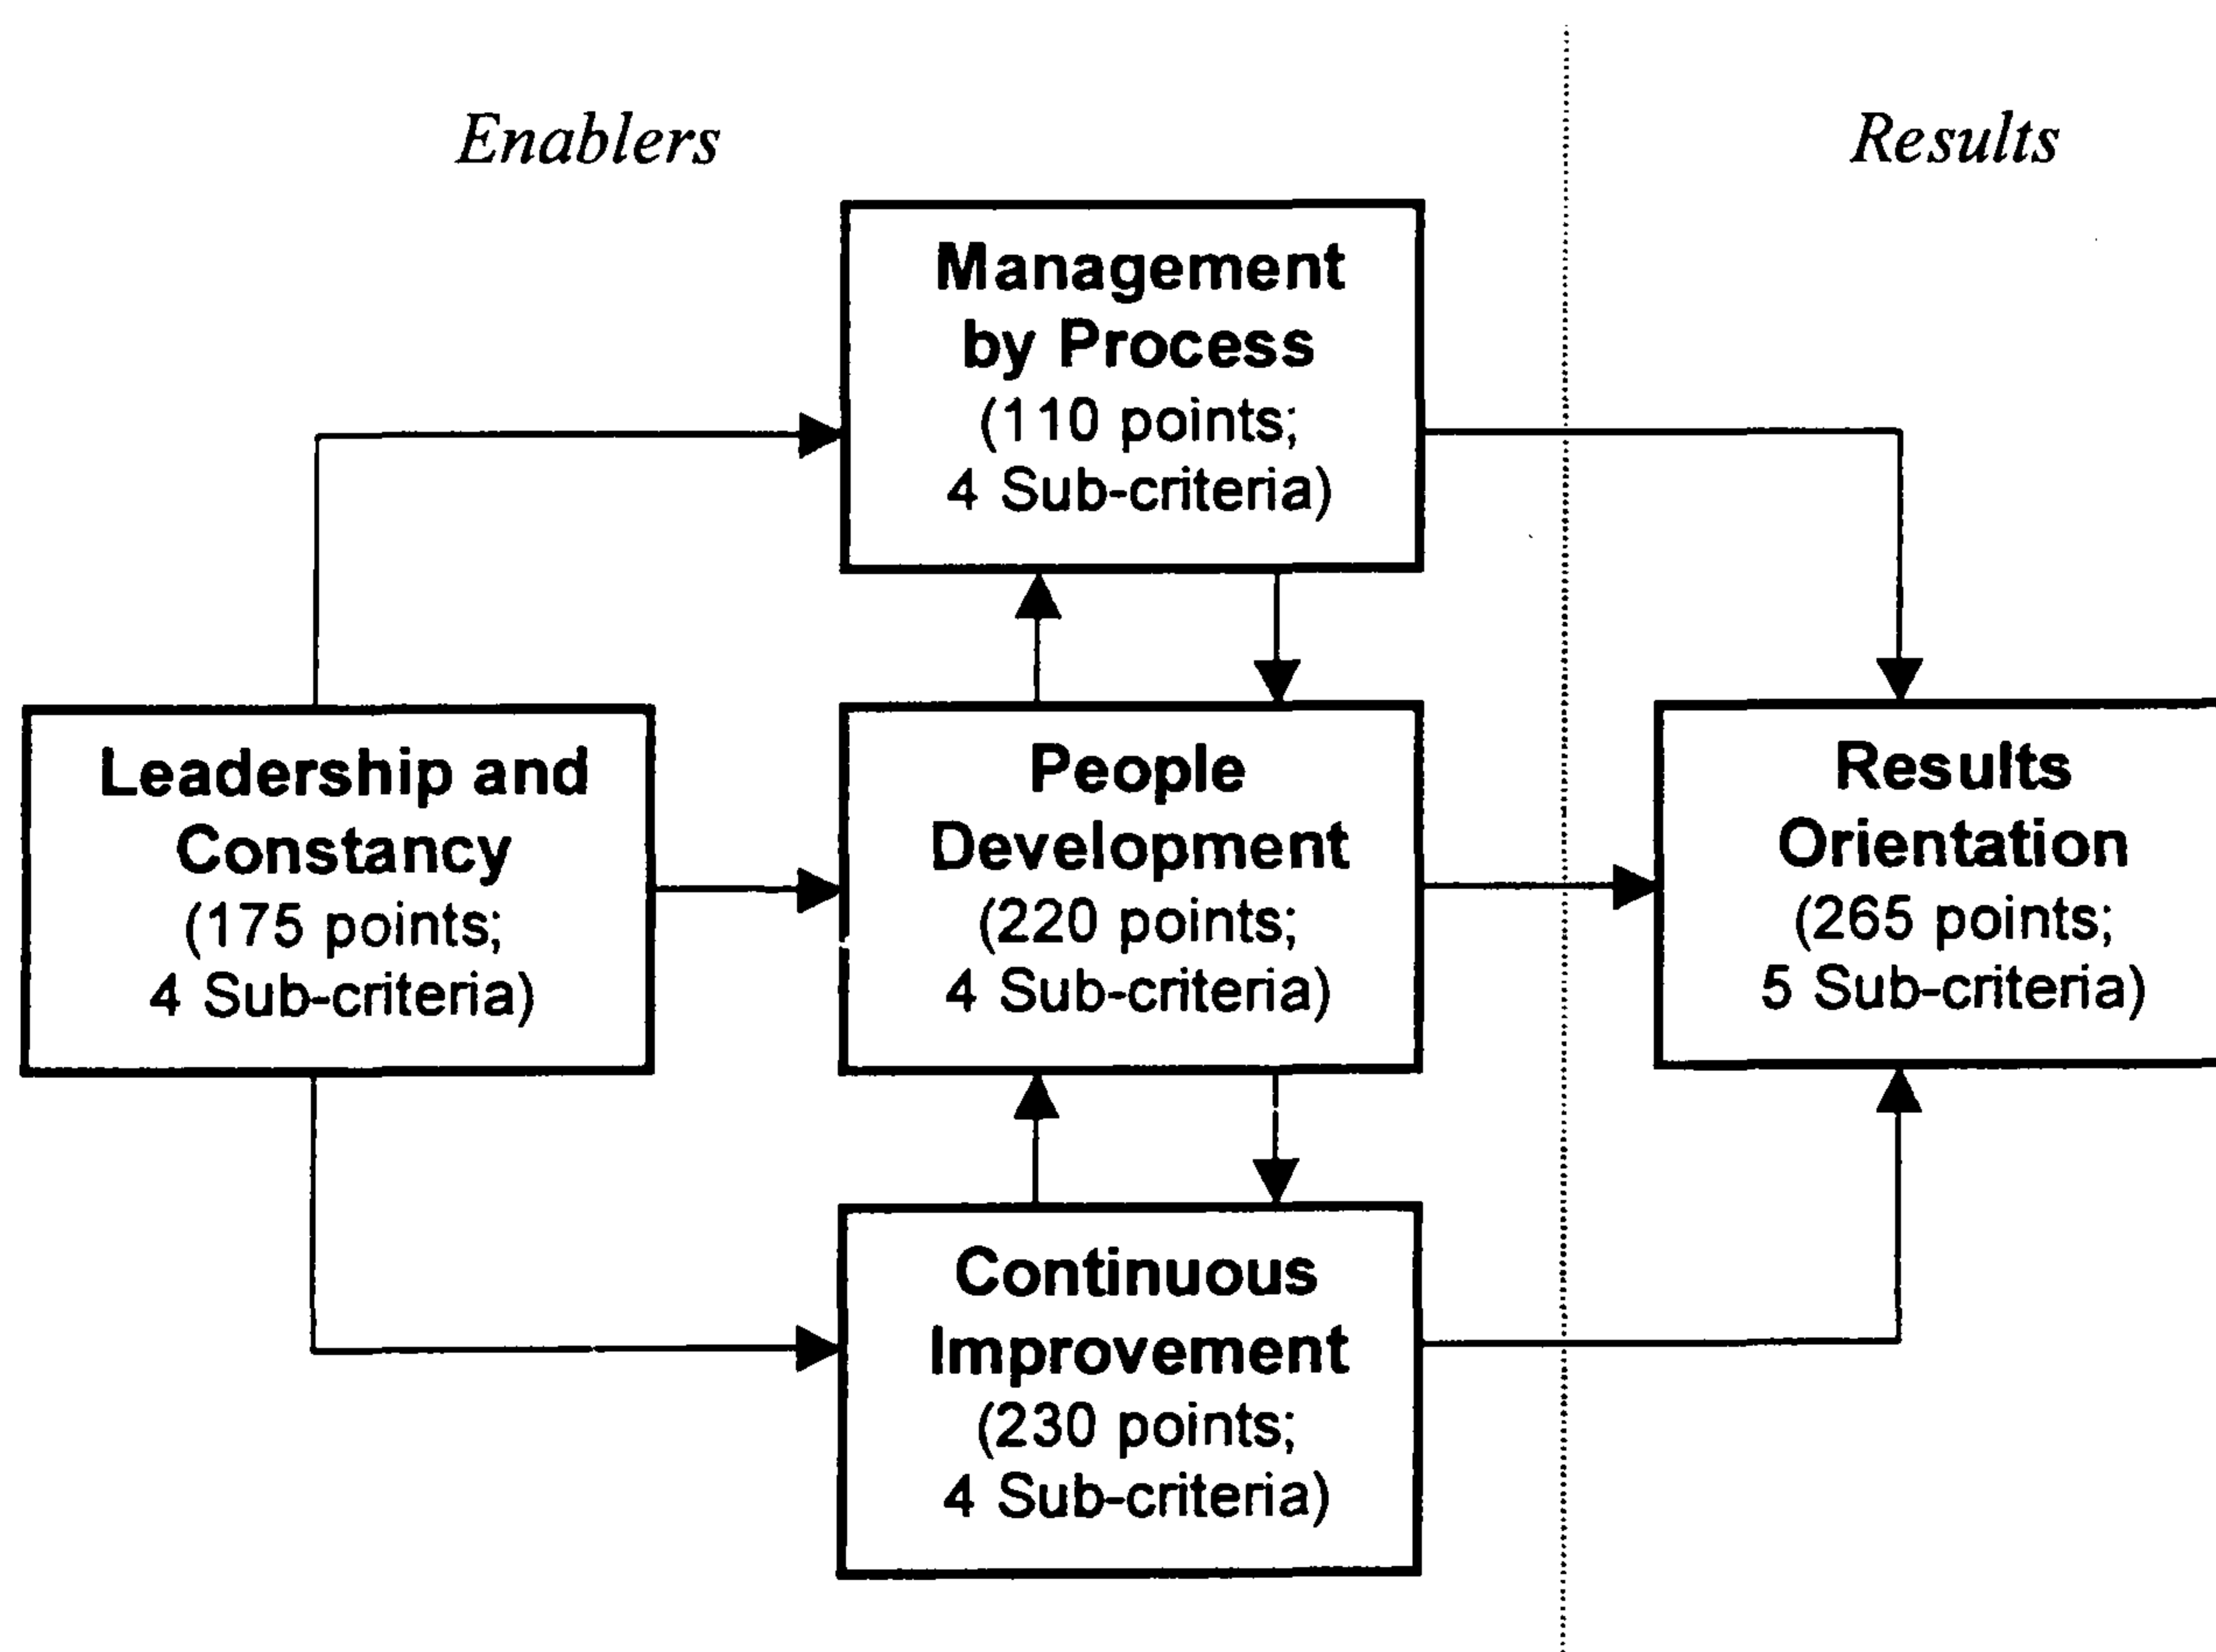 Enablers
Results
Management
by Process
(110 points;
4 Sub-criteria)
Leadership and
Constancy
(175 points;
4 Sub-criteria)
People
Development
(220 points;
4 Sub-criteria)
Results
Orientation
(265 points;
5 Sub-criteria)
Continuous
Improvement
(230 points;
4 Sub-criteria)